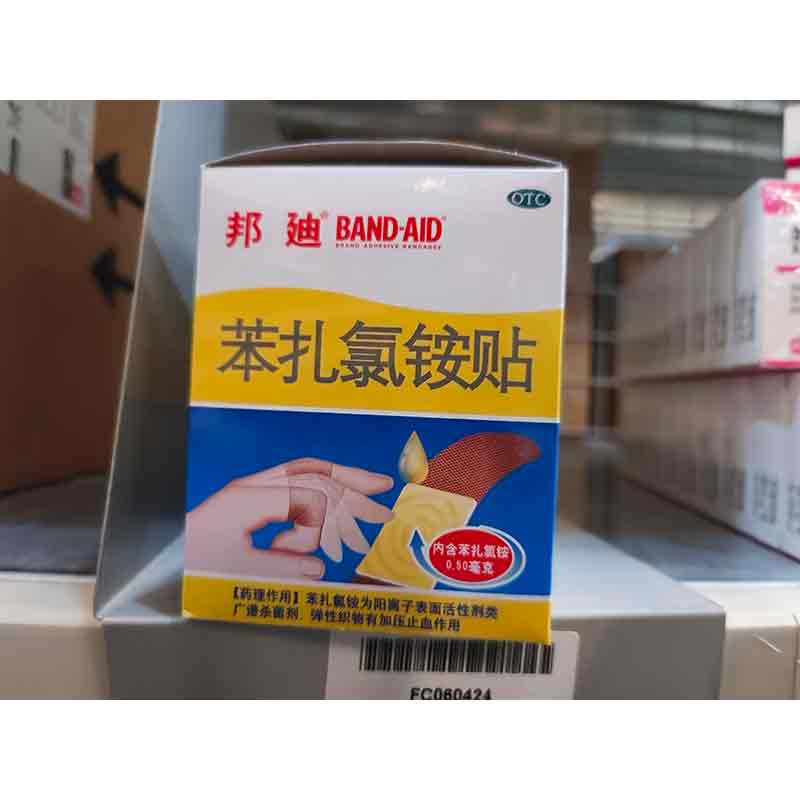 OTC
邦廸® BAND-AID®
BRAND ADHESIVE BANDAGES
苯扎氯铵贴
内含苯扎氯铵
0.50毫克
【药理作用】苯扎氯铵为阳离子表面活性剂类
广谱杀菌剂,弹性织物有加压止血作用
FC060424